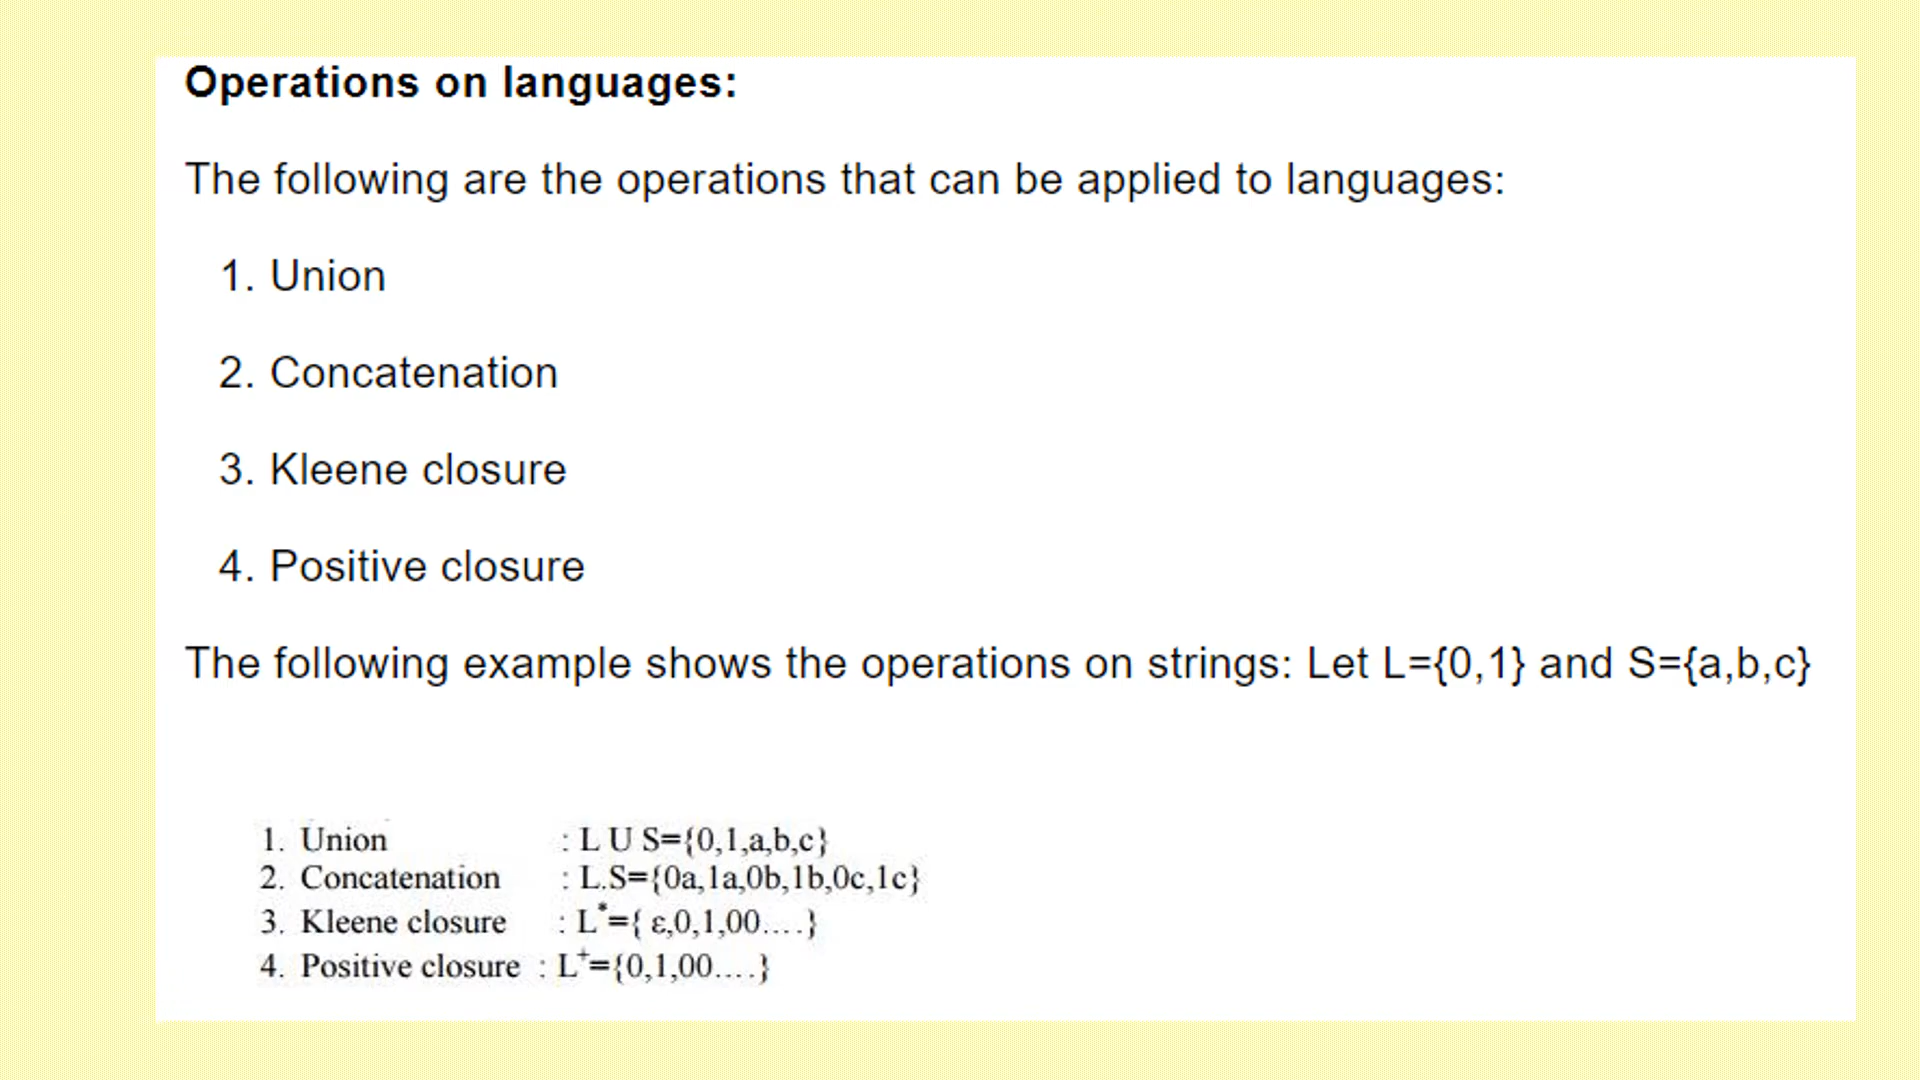 Operations on languages:
The following are the operations that can be applied to languages:
1. Union
2. Concatenation
3. Kleene closure
4. Positive closure
The following example shows the operations on strings: Let L={0,1} and S={a,b,c}
1. Union : L U S={0,1,a,b,c}
2. Concatenation : L.S={0a,1a,0b,1b,0c,1c}
3. Kleene closure : L*={ ε,0,1,00....}
4. Positive closure : L⁺={0,1,00....}